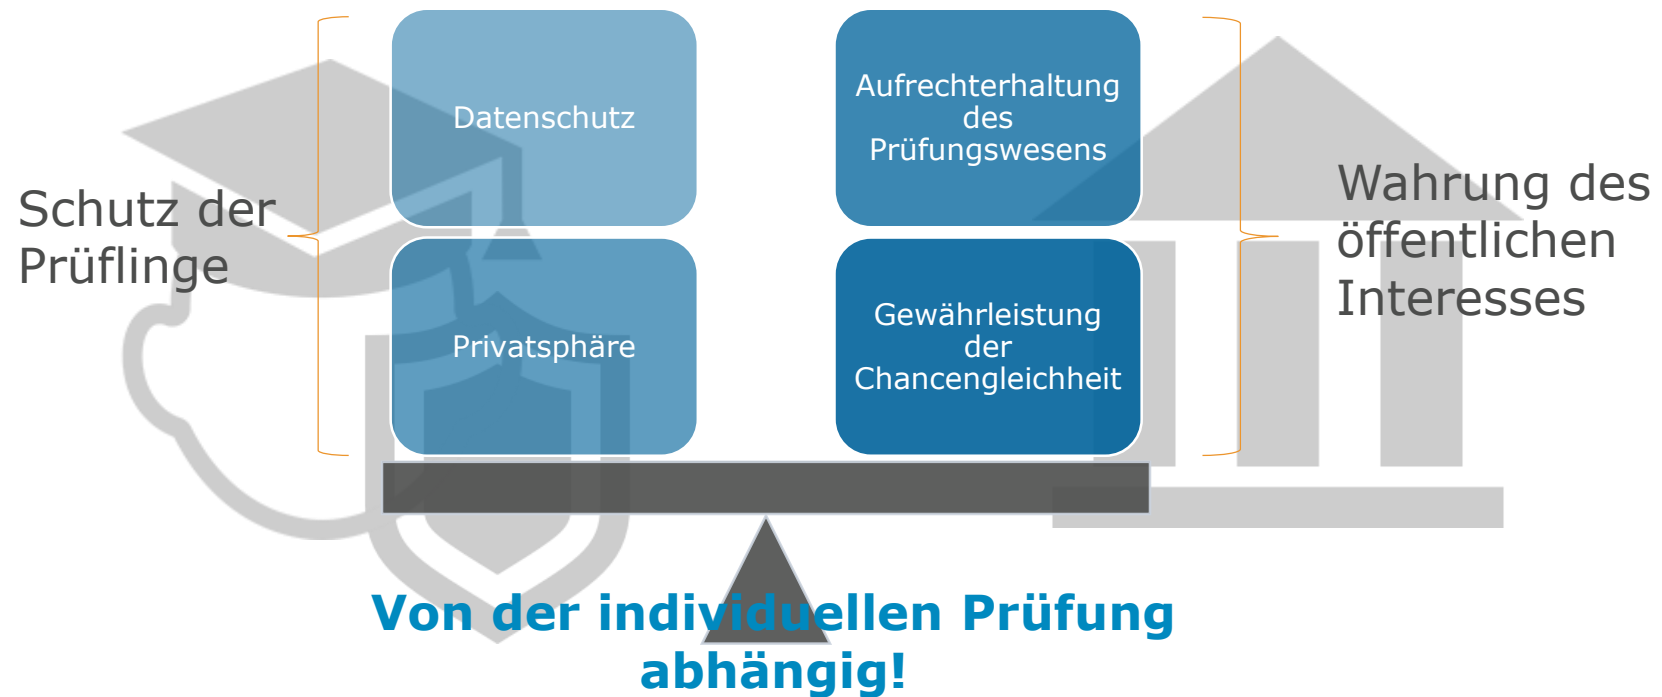 Schutz der
Prüflinge
Datenschutz
Privatsphäre
Aufrechterhaltung
des
Prüfungswesens
Gewährleistung
der
Chancengleichheit
Wahrung des
öffentlichen
Interesses
Von der individuellen Prüfung
abhängig!